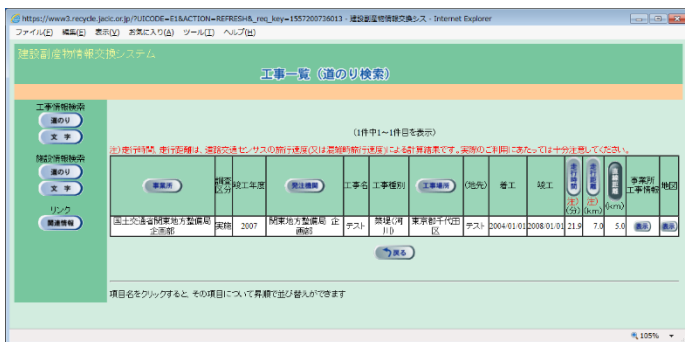 https://www3.recycle.jacic.or.jp/?UICODE=E1&ACTION=REFRESH&_req_key=1557200736013 - 建設副産物情報交換シス - Internet Explorer
ファイル(F) 編集(E) 表示(V) お気に入り(A) ツール(T) ヘルプ(H)
建設副産物情報交換システム
工事一覧（道のり検索）
工事情報検索
道のり
文 字
施設情報検索
道のり
文 字
リンク
関連情報
(1件中1～1件目を表示)
注)走行時間、走行距離は、道路交通センサスの旅行速度(又は混雑時旅行速度)による計算結果です。実際のご利用にあたっては十分注意してください。
事業所 調査区分 竣工年度 発注機関 工事名 工事種別 工事場所 (地先) 着工 竣工 走行時間 注) (分) 走行距離 注) (km) 直線距離 (km) 事業所工事情報 地図
国土交通省関東地方整備局 企画部 実施 2007 関東地方整備局 企画部 テスト 築堤(河川) 東京都千代田区 テスト 2004/01/01 2008/01/01 21.9 7.0 5.0 表示 表示
戻る
項目名をクリックすると、その項目について昇順で並び替えができます
105%